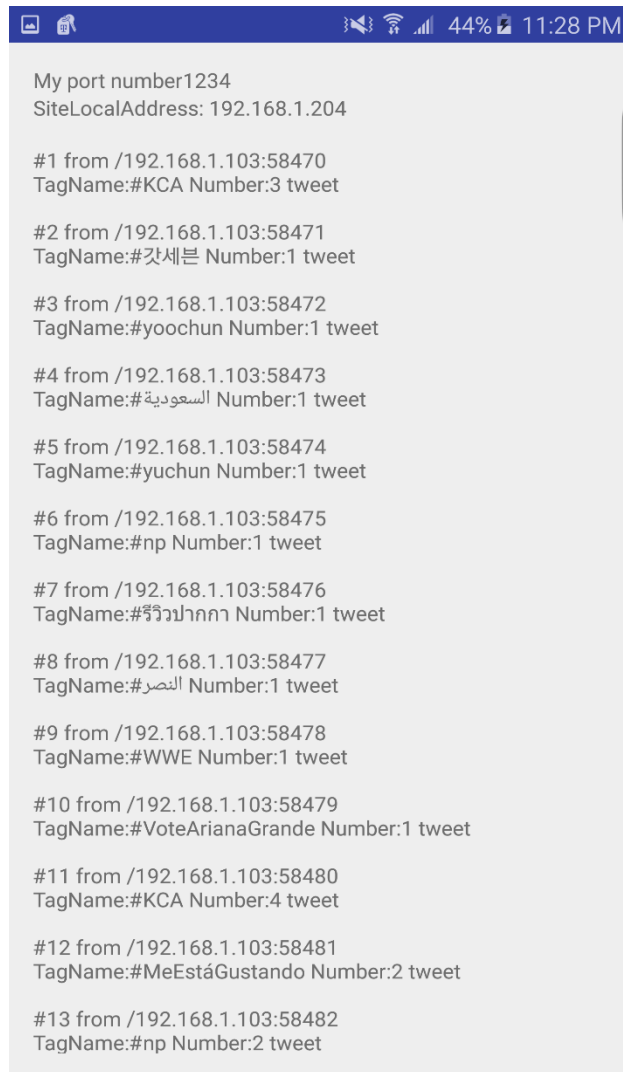 44% 11:28 PM
My port number1234
SiteLocalAddress: 192.168.1.204
#1 from /192.168.1.103:58470
TagName:#KCA Number:3 tweet
#2 from /192.168.1.103:58471
TagName:#갓세븐 Number:1 tweet
#3 from /192.168.1.103:58472
TagName:#yoochun Number:1 tweet
#4 from /192.168.1.103:58473
TagName:#السعودية Number:1 tweet
#5 from /192.168.1.103:58474
TagName:#yuchun Number:1 tweet
#6 from /192.168.1.103:58475
TagName:#np Number:1 tweet
#7 from /192.168.1.103:58476
TagName:#รีวิวปากกา Number:1 tweet
#8 from /192.168.1.103:58477
TagName:#النصر Number:1 tweet
#9 from /192.168.1.103:58478
TagName:#WWE Number:1 tweet
#10 from /192.168.1.103:58479
TagName:#VoteArianaGrande Number:1 tweet
#11 from /192.168.1.103:58480
TagName:#KCA Number:4 tweet
#12 from /192.168.1.103:58481
TagName:#MeEstáGustando Number:2 tweet
#13 from /192.168.1.103:58482
TagName:#np Number:2 tweet